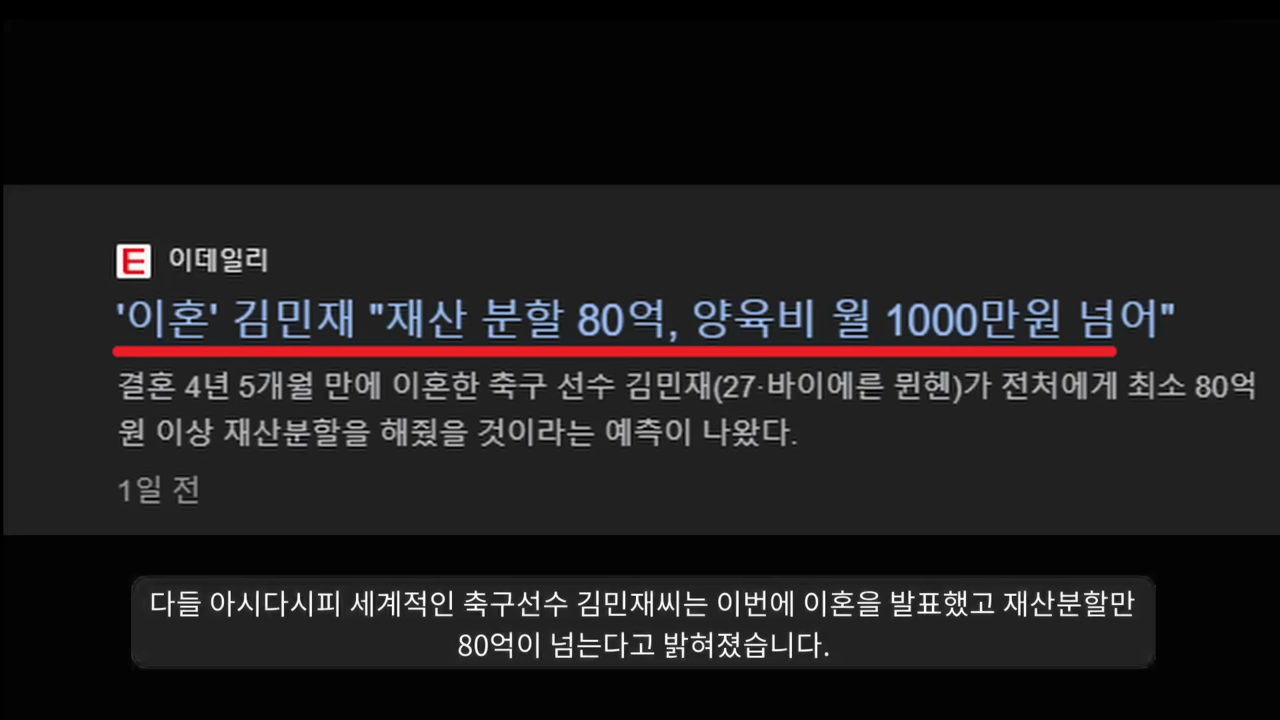 E 이데일리
'이혼' 김민재 "재산 분할 80억, 양육비 월 1000만원 넘어"
결혼 4년 5개월 만에 이혼한 축구 선수 김민재(27·바이에른 뮌헨)가 전처에게 최소 80억
원 이상 재산분할을 해줬을 것이라는 예측이 나왔다.
1일 전
다들 아시다시피 세계적인 축구선수 김민재씨는 이번에 이혼을 발표했고 재산분할만
80억이 넘는다고 밝혀졌습니다.